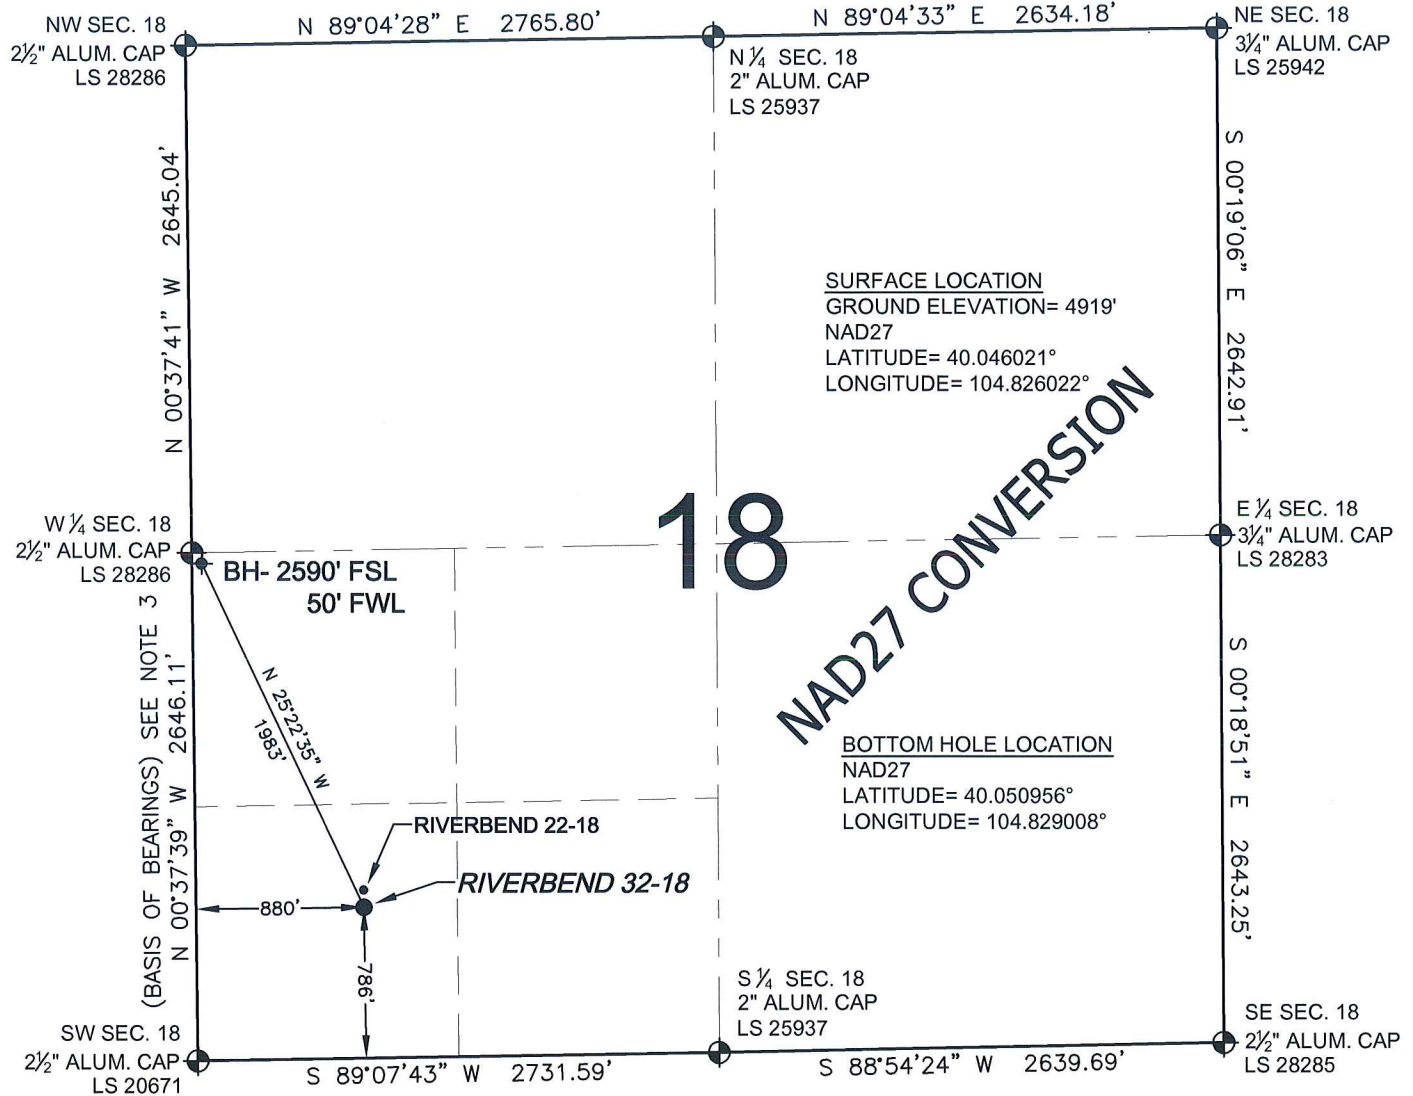 NW SEC. 18
2½" ALUM. CAP
LS 28286
N 89°04'28" E 2765.80'
N 89°04'33" E 2634.18'
NE SEC. 18
3¼" ALUM. CAP
LS 25942
N ¼ SEC. 18
2" ALUM. CAP
LS 25937
N 00°37'41" W 2645.04'
S 00°19'06" E 2642.91'
SURFACE LOCATION
GROUND ELEVATION= 4919'
NAD27
LATITUDE= 40.046021°
LONGITUDE= 104.826022°
NAD27 CONVERSION
18
W ¼ SEC. 18
2½" ALUM. CAP
LS 28286
BH- 2590' FSL
50' FWL
E ¼ SEC. 18
3¼" ALUM. CAP
LS 28283
(BASIS OF BEARINGS) SEE NOTE 3
N 00°37'39" W 2646.11'
N 25°22'35" W
1983'
S 00°18'51" E 2643.25'
BOTTOM HOLE LOCATION
NAD27
LATITUDE= 40.050956°
LONGITUDE= 104.829008°
RIVERBEND 22-18
RIVERBEND 32-18
880'
786'
SW SEC. 18
2½" ALUM. CAP
LS 20671
S 89°07'43" W 2731.59'
S ¼ SEC. 18
2" ALUM. CAP
LS 25937
S 88°54'24" W 2639.69'
SE SEC. 18
2½" ALUM. CAP
LS 28285